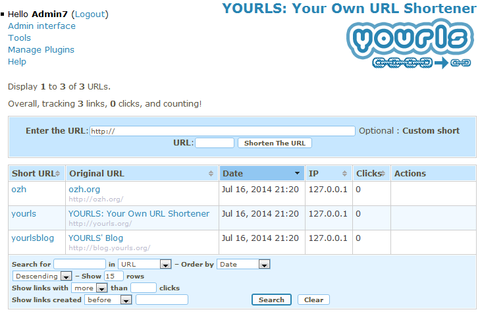 YOURLS: Your Own URL Shortener
yourls
Hello Admin7 (Logout)
Admin interface
Tools
Manage Plugins
Help
Display 1 to 3 of 3 URLs.
Overall, tracking 3 links, 0 clicks, and counting!
Enter the URL: http:// Optional : Custom short
URL: Shorten The URL
Short URL Original URL Date IP Clicks Actions
ozh ozh.org Jul 16, 2014 21:20 127.0.0.1 0
http://ozh.org/
yourls YOURLS: Your Own URL Shortener Jul 16, 2014 21:20 127.0.0.1 0
http://yourls.org/
yourlsblog YOURLS' Blog Jul 16, 2014 21:20 127.0.0.1 0
http://blog.yourls.org/
Search for in URL – Order by Date
Descending – Show 15 rows
Show links with more than clicks
Show links created before Search Clear